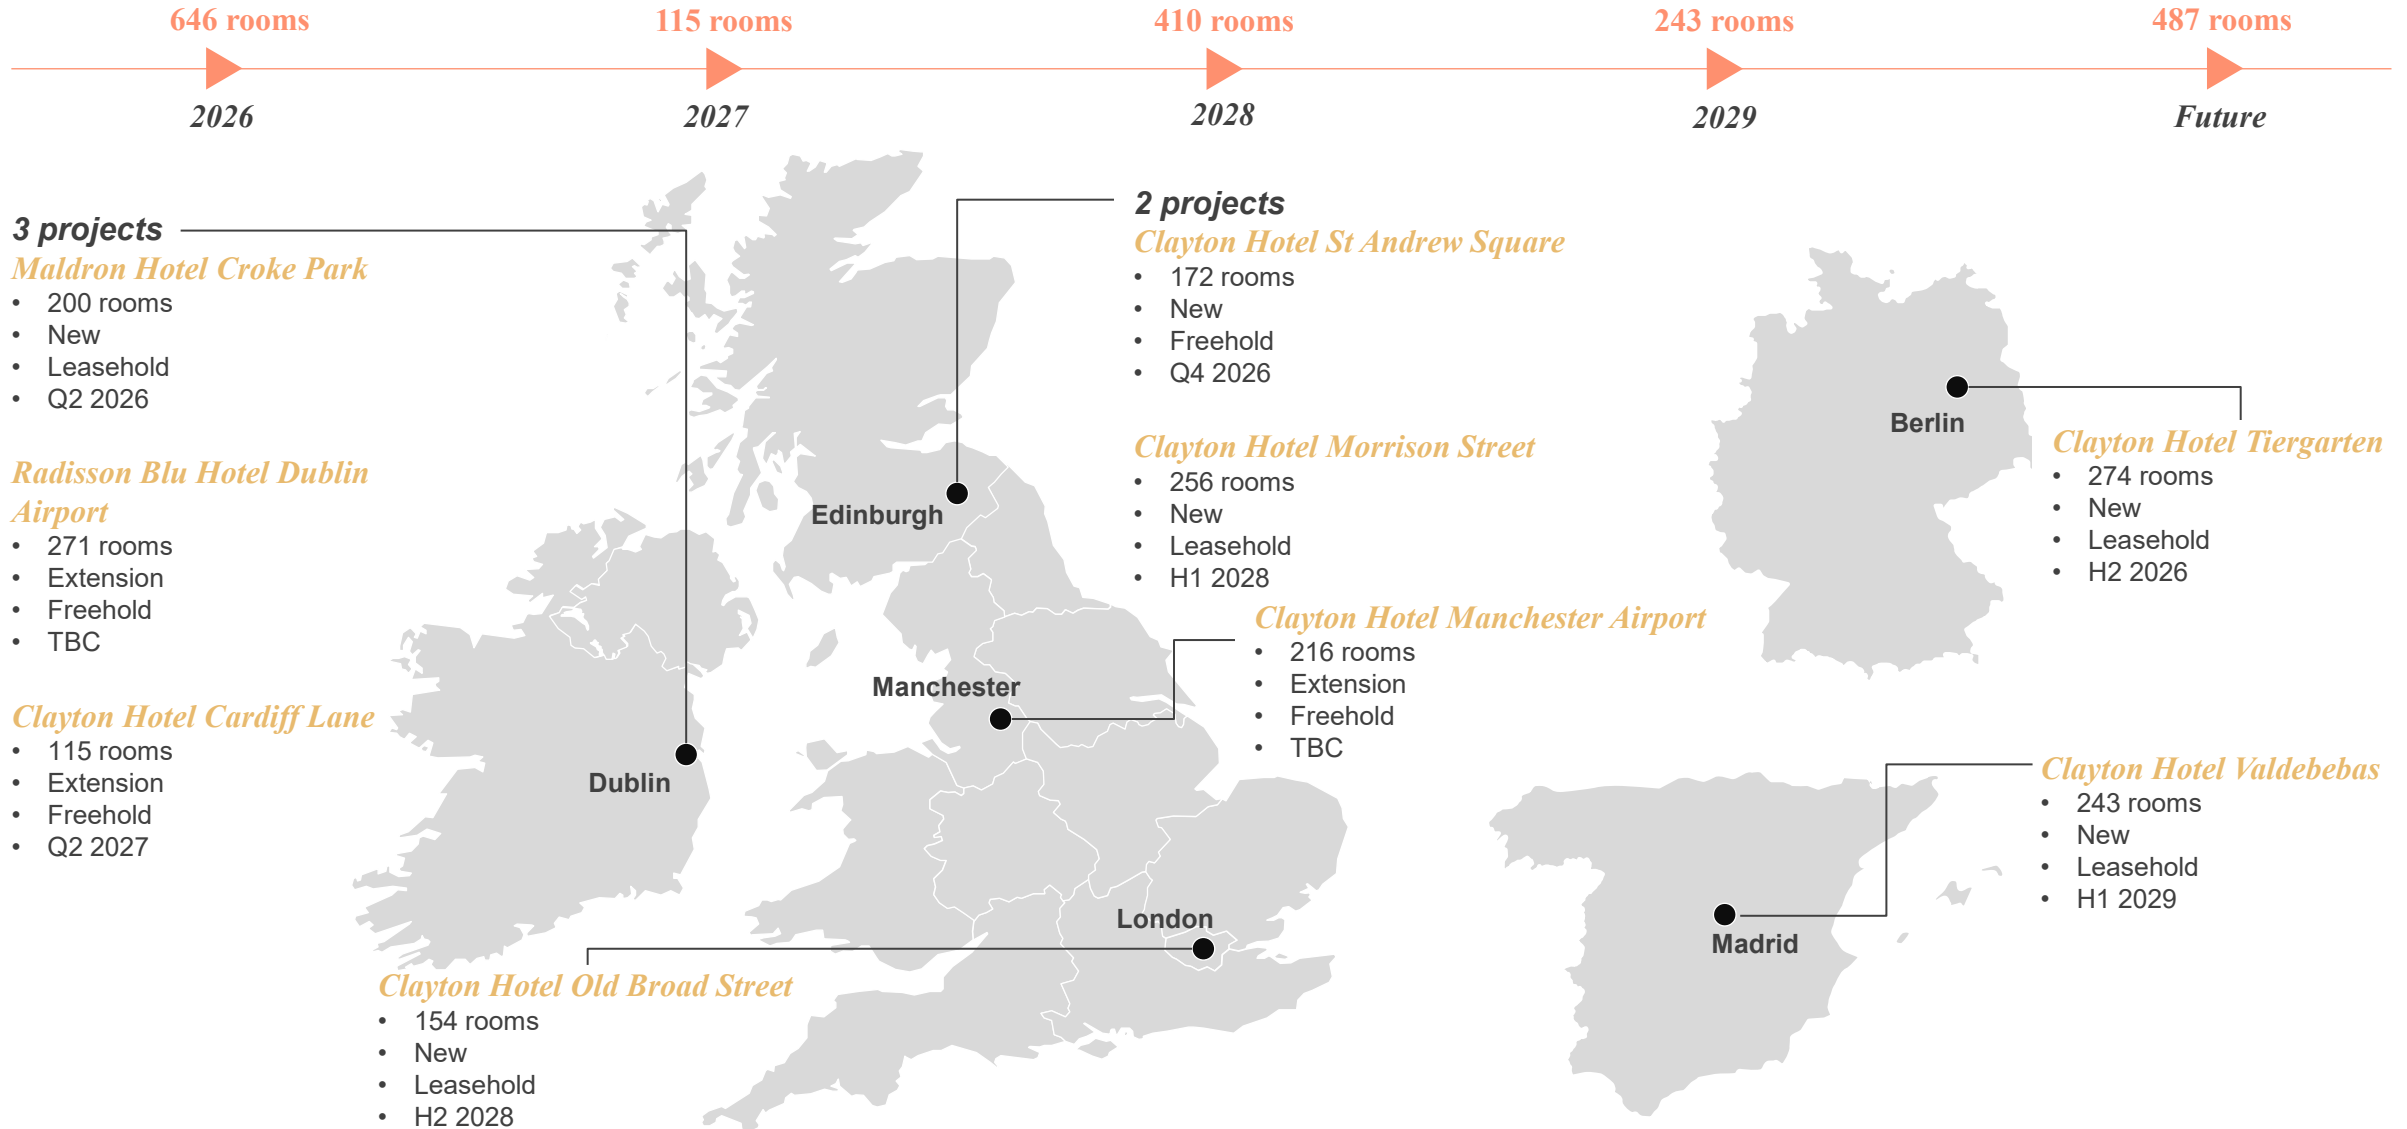 646 rooms
115 rooms
410 rooms
243 rooms
487 rooms
2026
2027
2028
2029
Future
3 projects
Maldron Hotel Croke Park
• 200 rooms
• New
• Leasehold
• Q2 2026
Radisson Blu Hotel Dublin
Airport
• 271 rooms
• Extension
• Freehold
• TBC
Clayton Hotel Cardiff Lane
• 115 rooms
• Extension
• Freehold
• Q2 2027
2 projects
Clayton Hotel St Andrew Square
• 172 rooms
• New
• Freehold
• Q4 2026
Clayton Hotel Morrison Street
• 256 rooms
• New
• Leasehold
• H1 2028
Clayton Hotel Manchester Airport
• 216 rooms
• Extension
• Freehold
• TBC
Edinburgh
Manchester
Dublin
London
Clayton Hotel Old Broad Street
• 154 rooms
• New
• Leasehold
• H2 2028
Berlin
Clayton Hotel Tiergarten
• 274 rooms
• New
• Leasehold
• H2 2026
Clayton Hotel Valdebebas
• 243 rooms
• New
• Leasehold
• H1 2029
Madrid